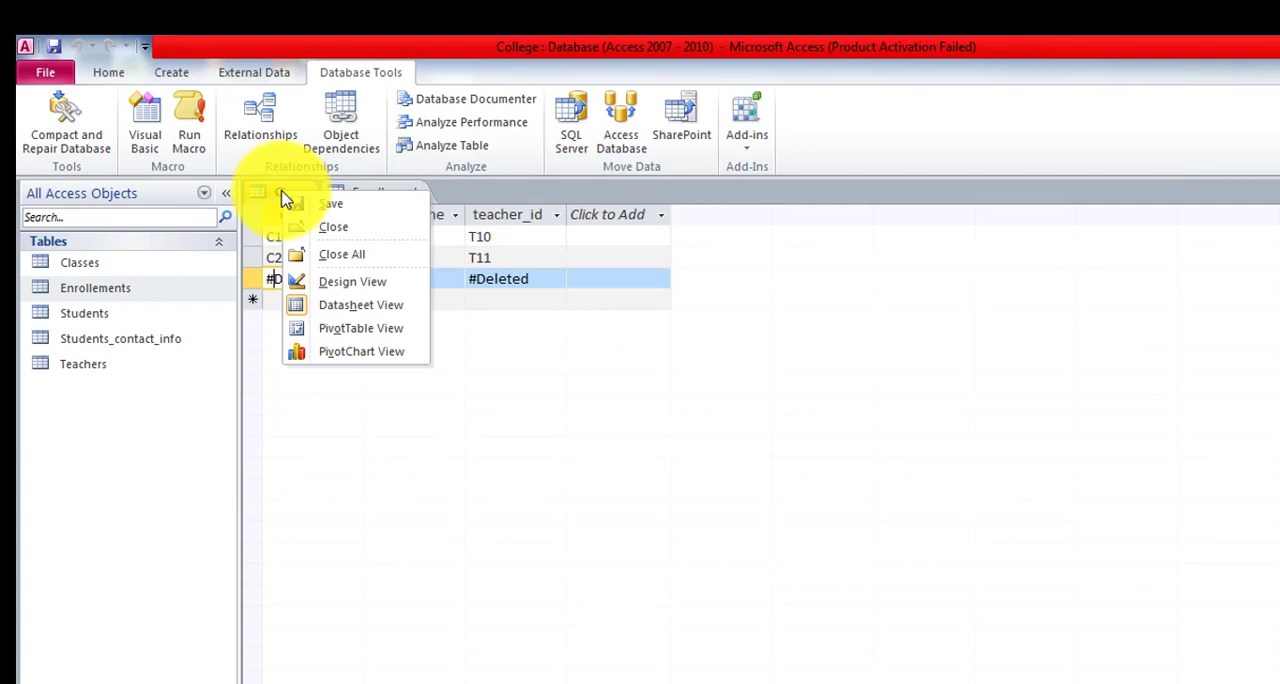 College : Database (Access 2007 - 2010) - Microsoft Access (Product Activation Failed)
File Home Create External Data Database Tools
Compact and Repair Database
Visual Basic
Run Macro
Relationships
Object Dependencies
Database Documenter
Analyze Performance
Analyze Table
SQL Server
Access Database
SharePoint
Add-ins
Tools Macro Relationships Analyze Move Data Add-Ins
All Access Objects
Search...
Tables
Classes
Enrollements
Students
Students_contact_info
Teachers
teacher_id Click to Add
C1 T10
C2 T11
#Deleted
Save
Close
Close All
Design View
Datasheet View
PivotTable View
PivotChart View